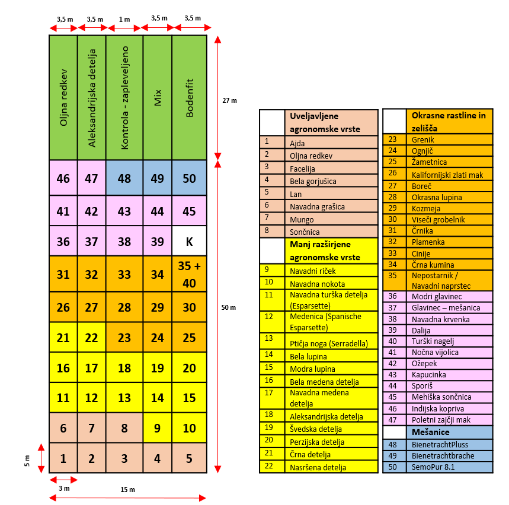 3,5 m 3,5 m 1 m 3,5 m 3,5 m
Oljna redkev
Aleksandrijska detelja
Kontrola - zapleveljeno
Mix
Bodenfit
27 m
46 47 48 49 50
41 42 43 44 45
36 37 38 39 K
31 32 33 34 35 + 40
26 27 28 29 30
21 22 23 24 25
16 17 18 19 20
11 12 13 14 15
6 7 8 9 10
1 2 3 4 5
50 m
5 m
3 m
15 m
Uveljavljene
agronomske vrste
1 Ajda
2 Oljna redkev
3 Facelija
4 Bela gorjušica
5 Lan
6 Navadna grašica
7 Mungo
8 Sončnica
Manj razširjene
agronomske vrste
9 Navadni riček
10 Navadna nokota
11 Navadna turška detelja
(Esparsette)
12 Medenica (Spanische
Esparsette)
13 Ptičja noga (Serradella)
14 Bela lupina
15 Modra lupina
16 Bela medena detelja
17 Navadna medena
detelja
18 Aleksandrijska detelja
19 Švedska detelja
20 Perzijska detelja
21 Črna detelja
22 Nasršena detelja
Okrasne rastline in
zelišča
23 Grenik
24 Ognjič
25 Žametnica
26 Kalifornijski zlati mak
27 Boreč
28 Okrasna lupina
29 Kozmeja
30 Viseči grobelnik
31 Črnika
32 Plamenka
33 Cinije
34 Črna kumina
35 Nepostarnik /
Navadni naprstec
36 Modri glavinec
37 Glavinec – mešanica
38 Navadna krvenka
39 Dalija
40 Turški nagelj
41 Nočna vijolica
42 Ožepek
43 Kapucinka
44 Sporiš
45 Mehiška sončnica
46 Indijska kopriva
47 Poletni zajčji mak
Mešanice
48 BienetrachtPluss
49 Bienetrachtbrache
50 SemoPur 8.1